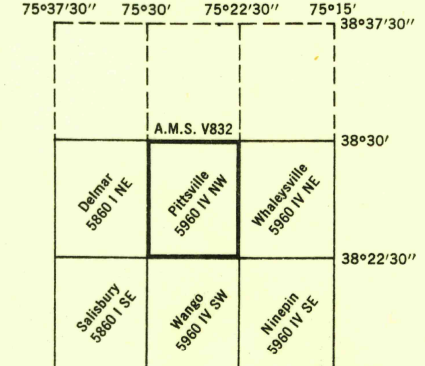 75°37'30'' 75°30' 75°22'30'' 75°15'
38°37'30''
A.M.S. V832
38°30'
Delmar
5860 I NE
Pittsville
5960 IV NW
Whaleysville
5960 IV NE
38°22'30''
Salisbury
5860 I SE
Wango
5960 IV SW
Ninepin
5960 IV SE